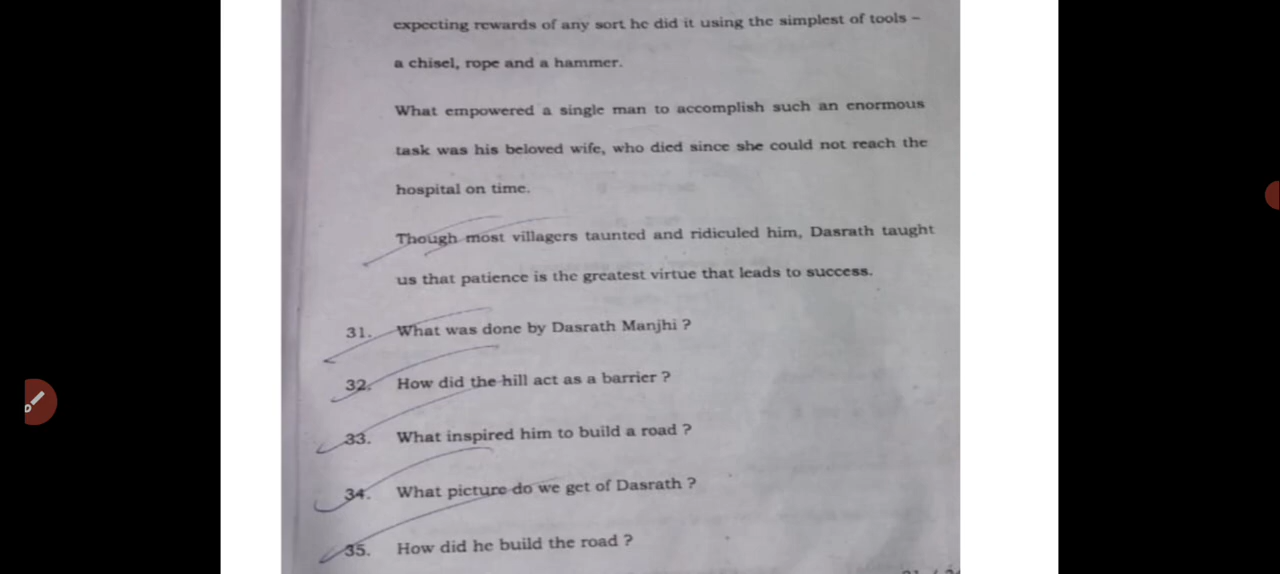 expecting rewards of any sort he did it using the simplest of tools –
a chisel, rope and a hammer.
What empowered a single man to accomplish such an enormous
task was his beloved wife, who died since she could not reach the
hospital on time.
Though most villagers taunted and ridiculed him, Dasrath taught
us that patience is the greatest virtue that leads to success.
31. What was done by Dasrath Manjhi ?
32. How did the hill act as a barrier ?
33. What inspired him to build a road ?
34. What picture do we get of Dasrath ?
35. How did he build the road ?